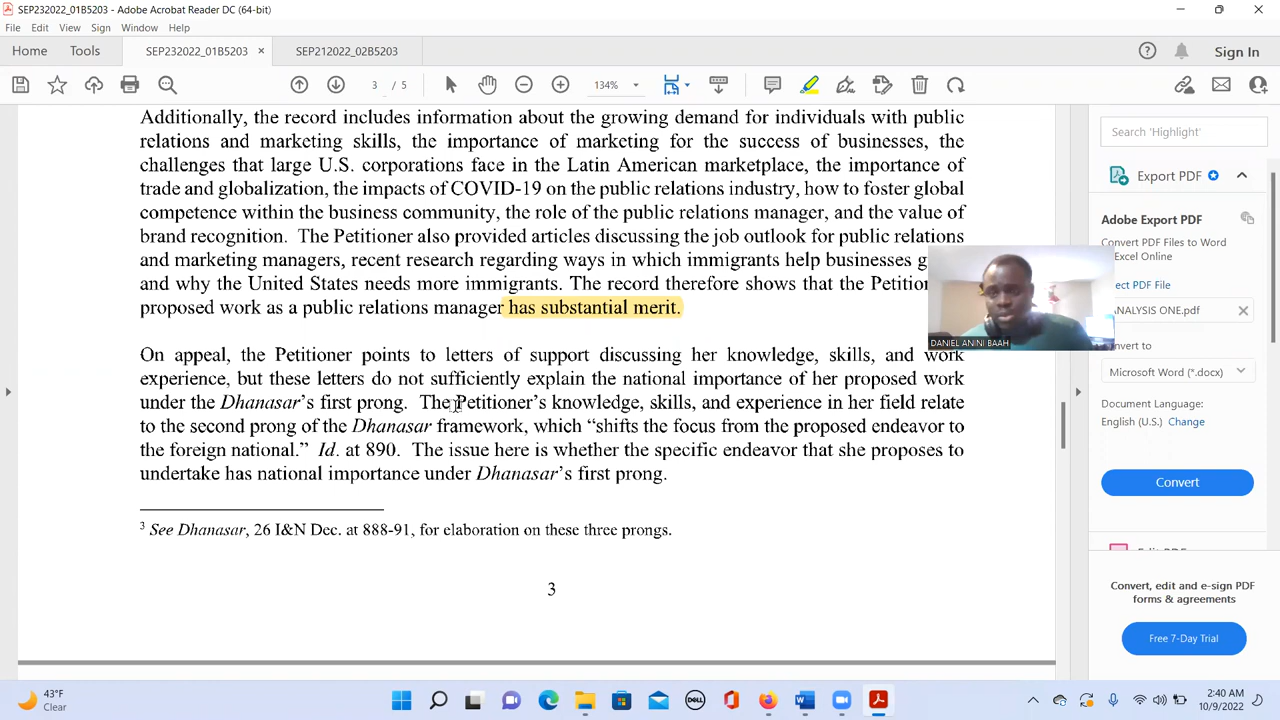 SEP232022_01B5203 - Adobe Acrobat Reader DC (64-bit)
File Edit View Sign Window Help
Home Tools SEP232022_01B5203 × SEP212022_02B5203 Sign In
3 / 5 134%
Additionally, the record includes information about the growing demand for individuals with public
relations and marketing skills, the importance of marketing for the success of businesses, the
challenges that large U.S. corporations face in the Latin American marketplace, the importance of
trade and globalization, the impacts of COVID-19 on the public relations industry, how to foster global
competence within the business community, the role of the public relations manager, and the value of
brand recognition. The Petitioner also provided articles discussing the job outlook for public relations
and marketing managers, recent research regarding ways in which immigrants help businesses
and why the United States needs more immigrants. The record therefore shows that the
proposed work as a public relations manager has substantial merit.
On appeal, the Petitioner points to letters of support discussing her knowledge, skills, and work
experience, but these letters do not sufficiently explain the national importance of her proposed work
under the Dhanasar's first prong. The Petitioner's knowledge, skills, and experience in her field relate
to the second prong of the Dhanasar framework, which “shifts the focus from the proposed endeavor to
the foreign national.” Id. at 890. The issue here is whether the specific endeavor that she proposes to
undertake has national importance under Dhanasar's first prong.
3 See Dhanasar, 26 I&N Dec. at 888-91, for elaboration on these three prongs.
3
DANIEL ANINI BAAH
Search 'Highlight'
Export PDF
Adobe Export PDF
Convert PDF Files to Word
Excel Online
PDF File
ANALYSIS ONE.pdf
Microsoft Word (*.docx)
Document Language:
English (U.S.) Change
Convert
Convert, edit and e-sign PDF
forms & agreements
Free 7-Day Trial
43°F
Clear
DELL
2:40 AM
10/9/2022